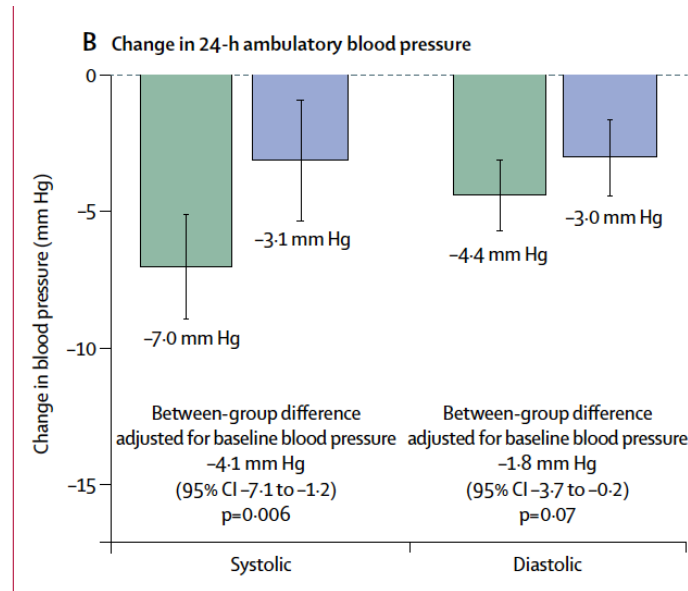 B Change in 24-h ambulatory blood pressure
0
−5
−10
−15
Change in blood pressure (mm Hg)
−7·0 mm Hg
−3·1 mm Hg
−4·4 mm Hg
−3·0 mm Hg
Between-group difference
adjusted for baseline blood pressure
−4·1 mm Hg
(95% CI −7·1 to −1·2)
p=0·006
Between-group difference
adjusted for baseline blood pressure
−1·8 mm Hg
(95% CI −3·7 to −0·2)
p=0·07
Systolic
Diastolic